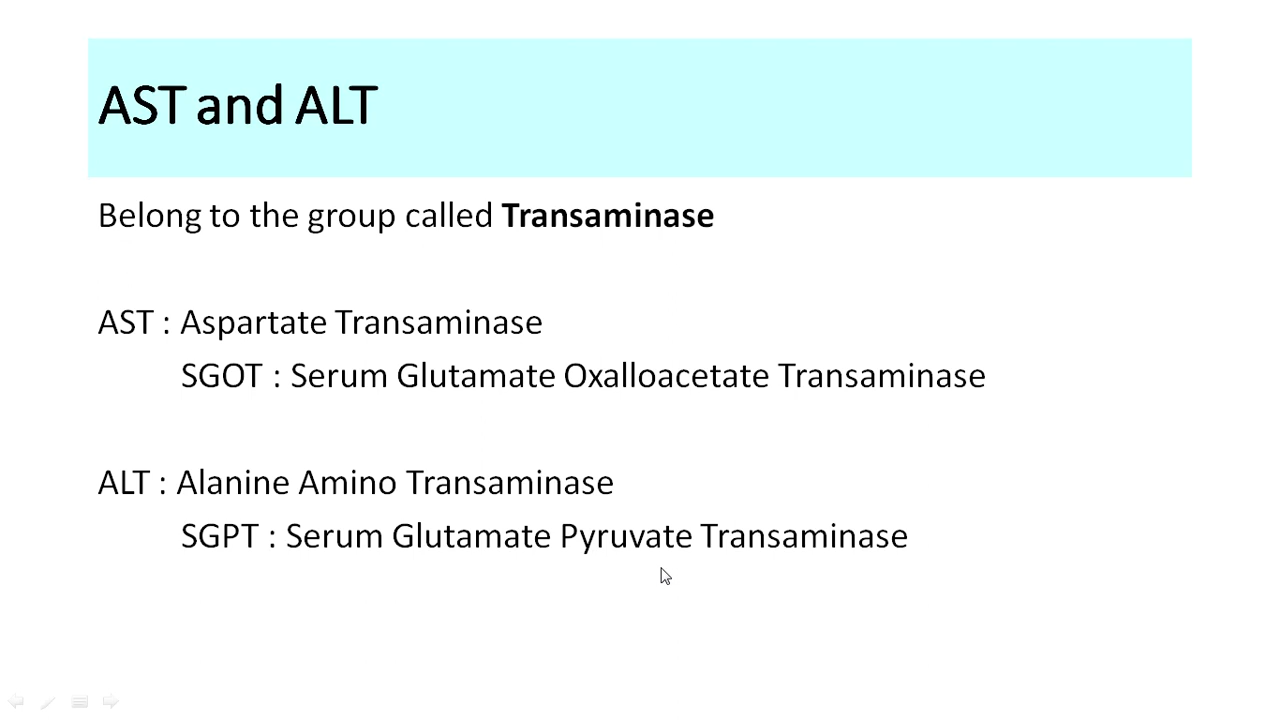 AST and ALT
Belong to the group called Transaminase
AST : Aspartate Transaminase
SGOT : Serum Glutamate Oxalloacetate Transaminase
ALT : Alanine Amino Transaminase
SGPT : Serum Glutamate Pyruvate Transaminase